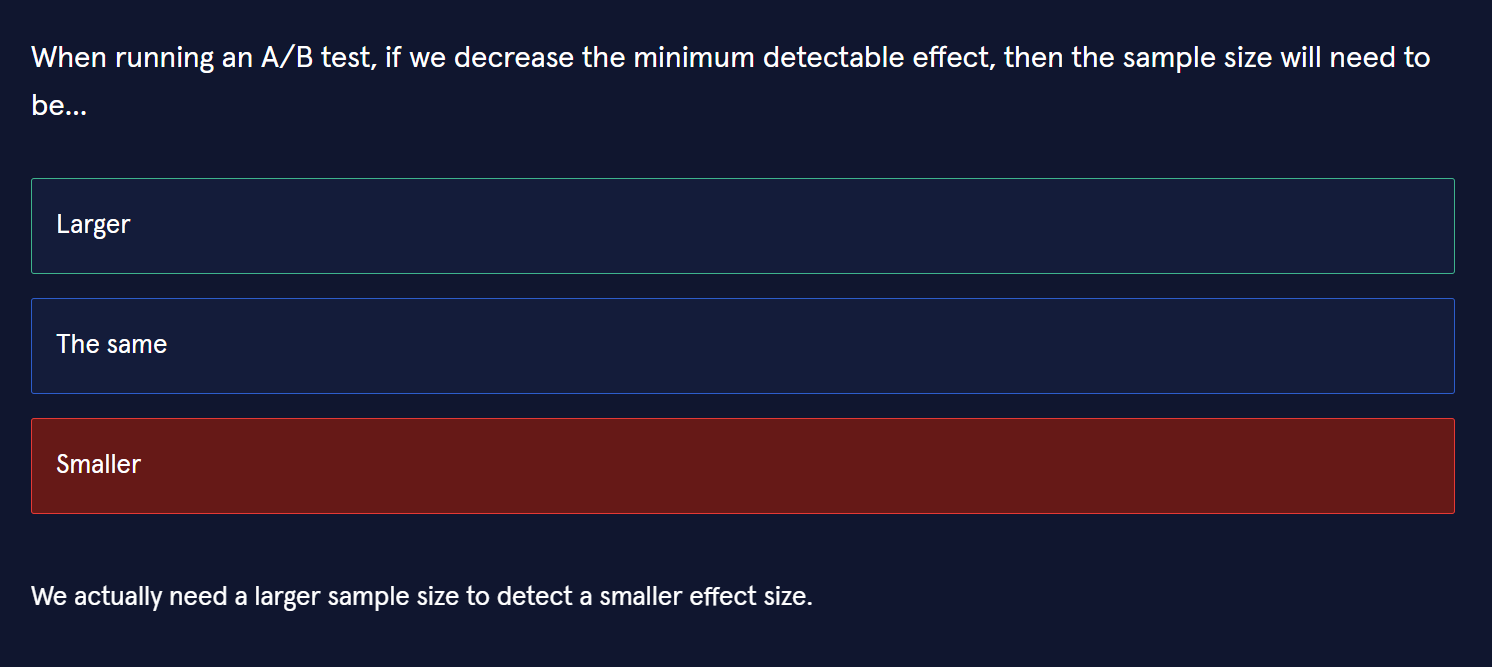 When running an A/B test, if we decrease the minimum detectable effect, then the sample size will need to
be...
Larger
The same
Smaller
We actually need a larger sample size to detect a smaller effect size.